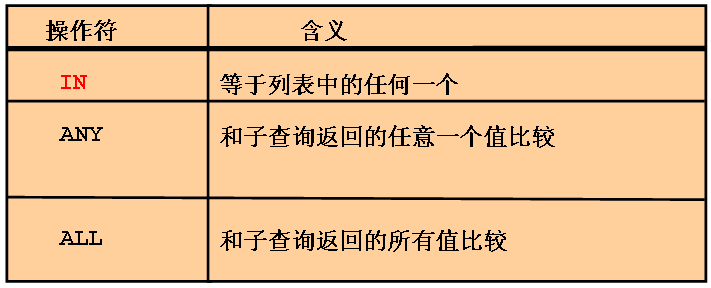 操作符 含义
IN 等于列表中的任何一个
ANY 和子查询返回的任意一个值比较
ALL 和子查询返回的所有值比较